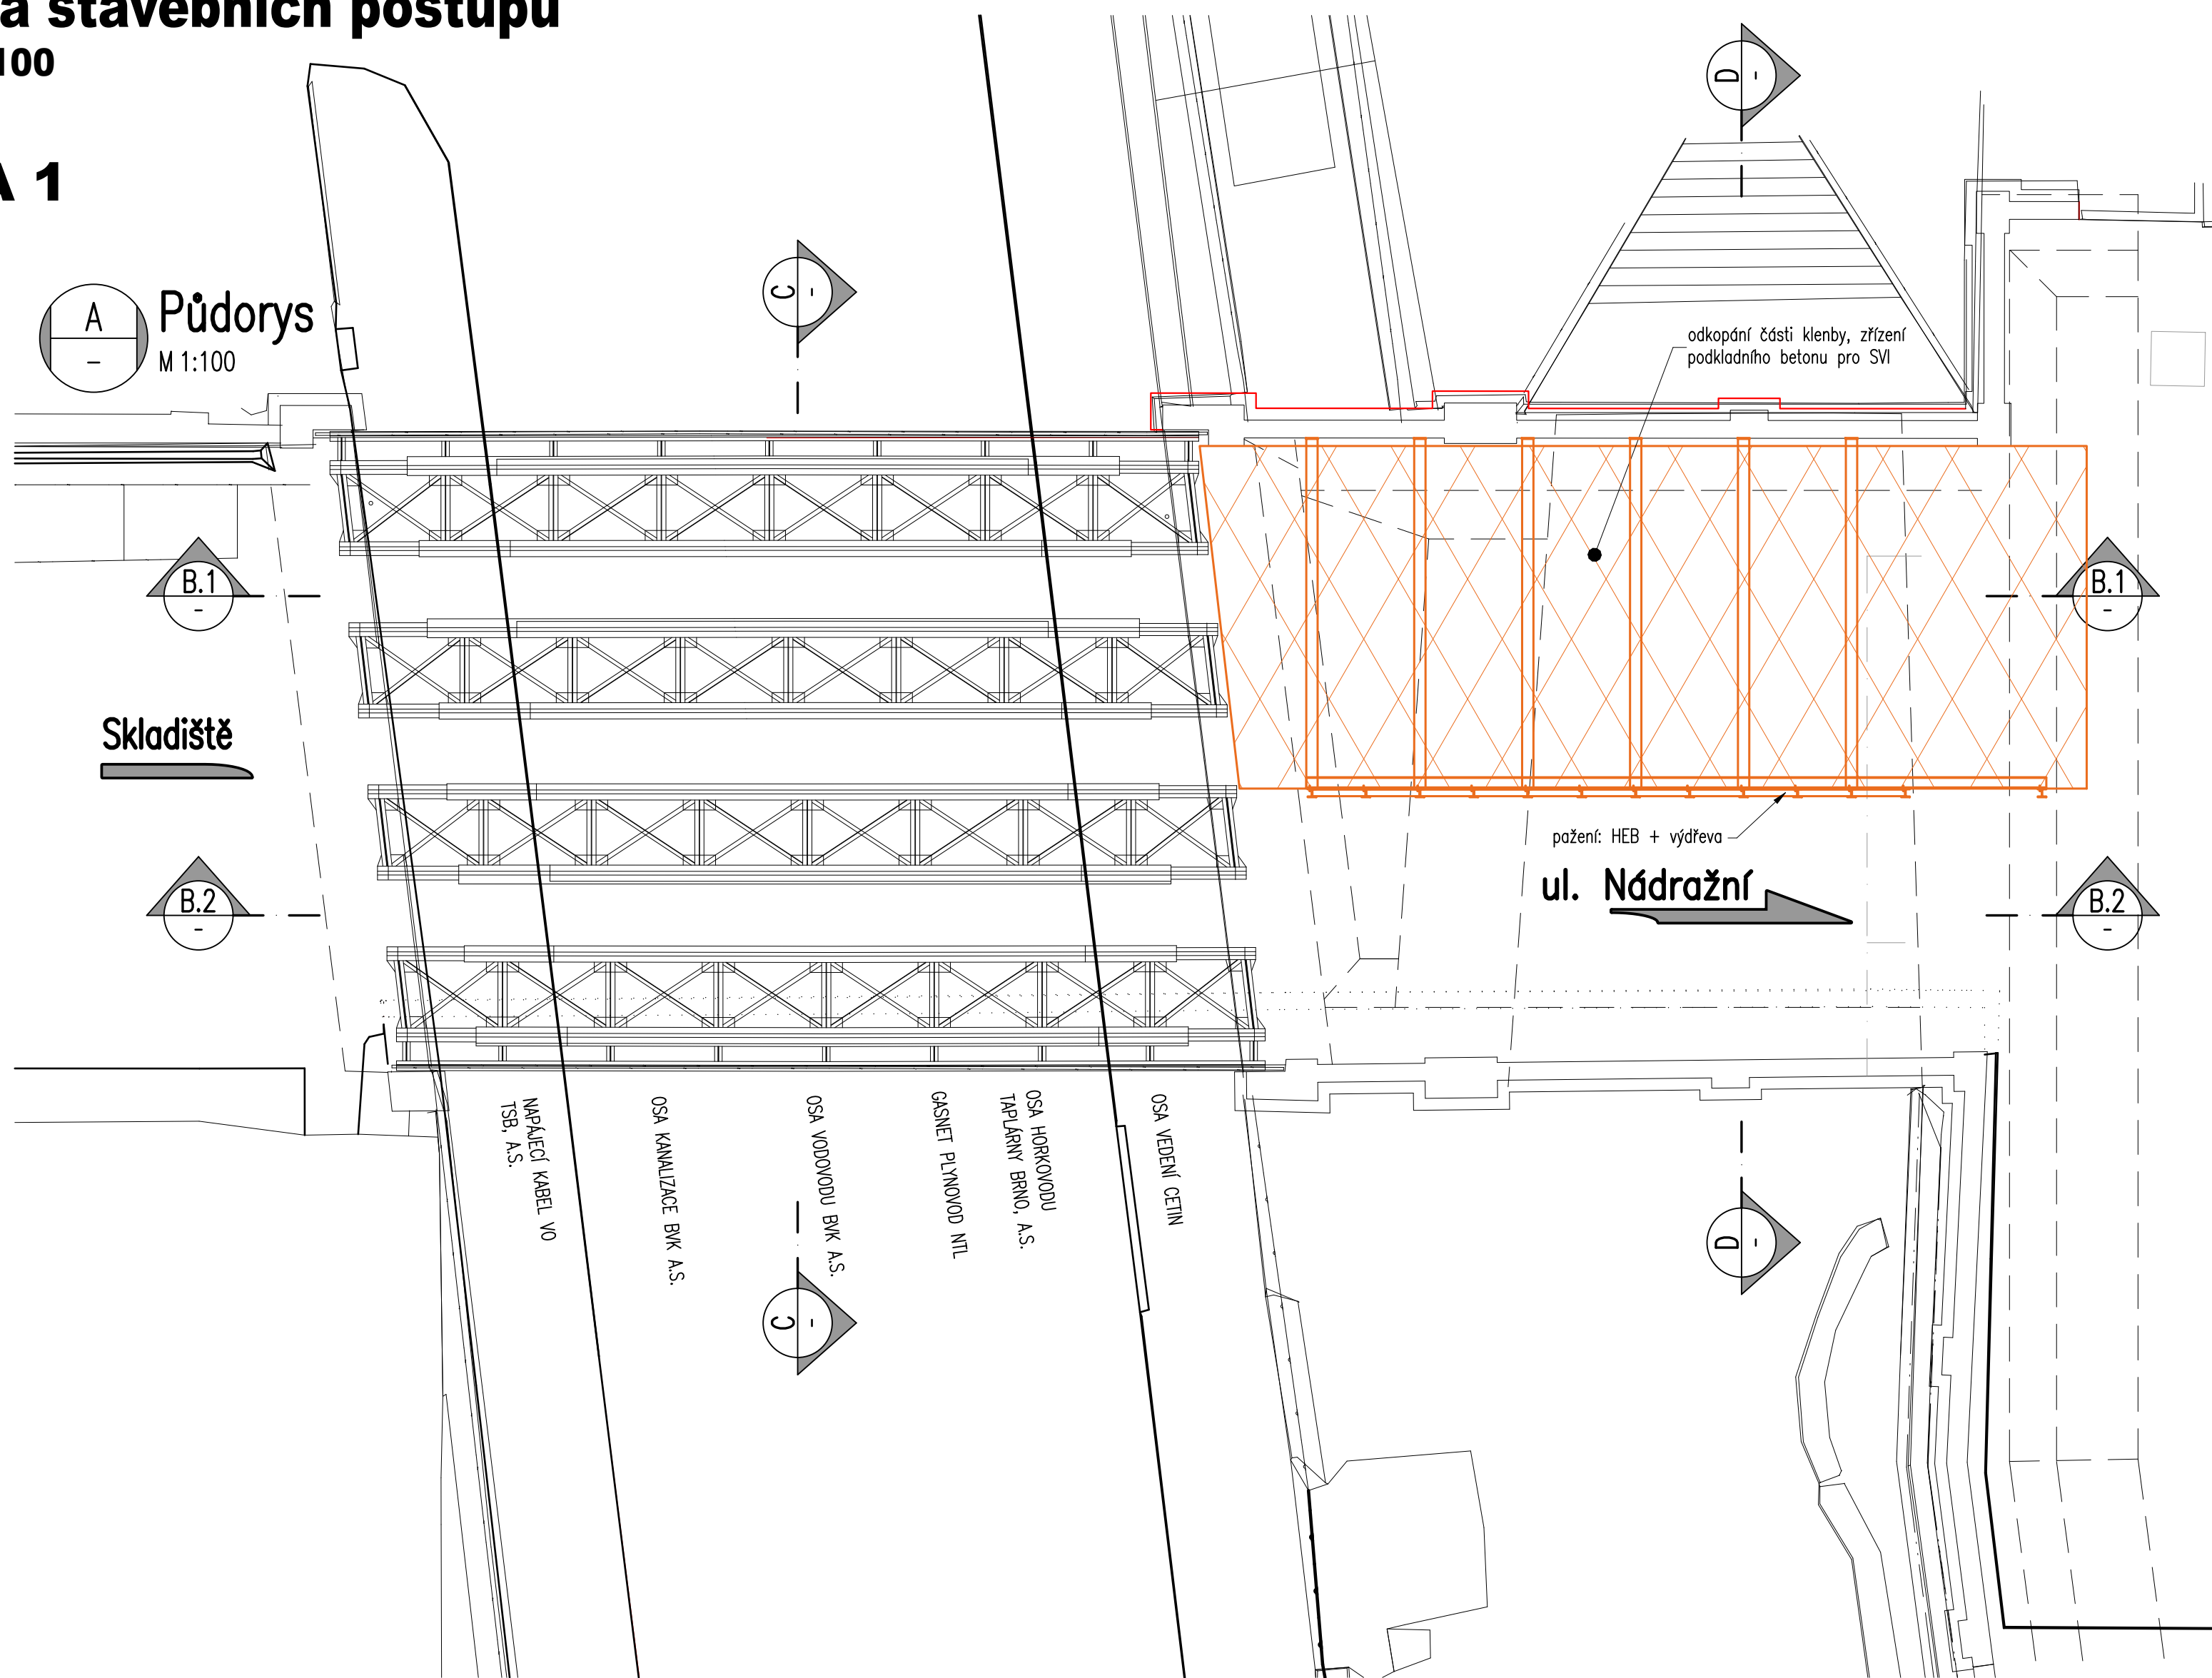 a stavebních postupů
100
A 1
A
-
Půdorys
M 1:100
C
-
D
-
odkopání části klenby, zřízení
podkladního betonu pro SVI
B.1
-
B.1
-
Skladiště
pažení: HEB + výdřeva
ul. Nádražní
B.2
-
B.2
-
NAPÁJECÍ KABEL VO
TSB, A.S.
OSA KANALIZACE BVK A.S.
OSA VODOVODU BVK A.S.
GASNET PLYNOVOD NTL
OSA HORKOVODU
TAPLÁRNY BRNO, A.S.
OSA VEDENÍ CETIN
C
-
D
-